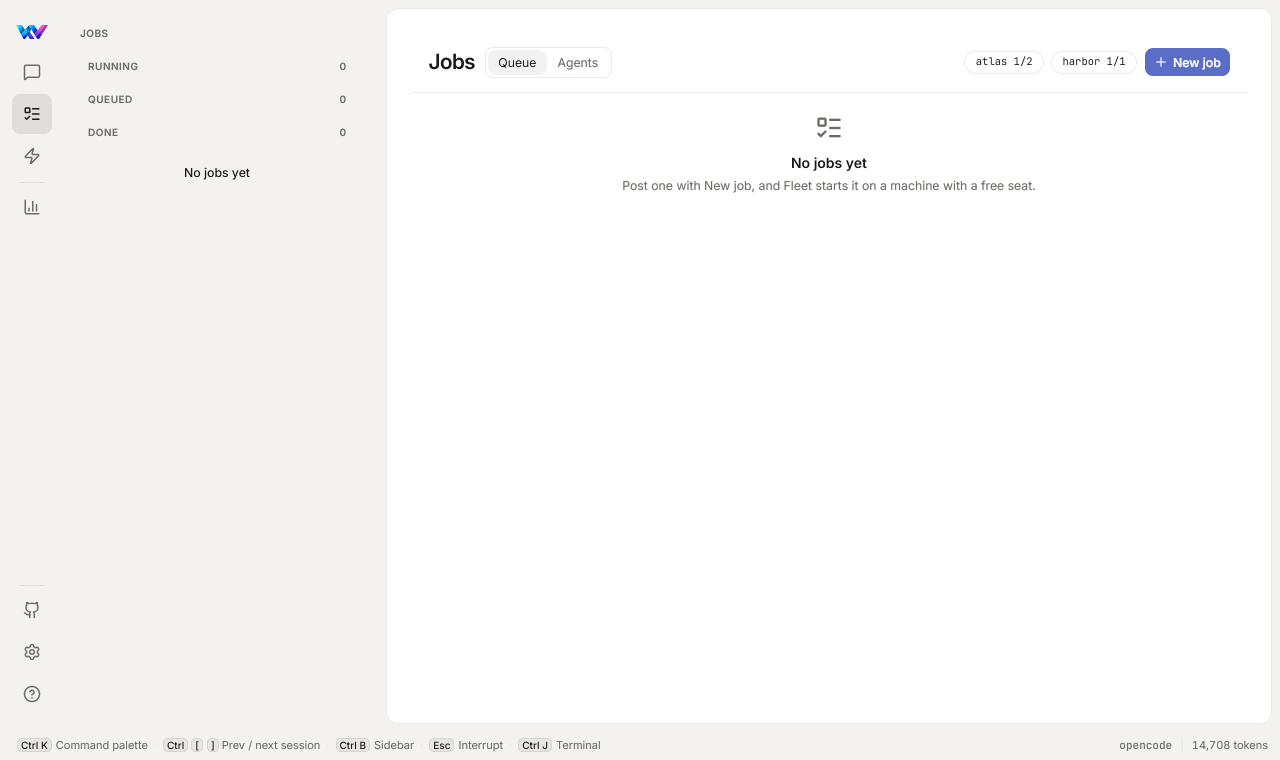 JOBS
RUNNING 0
QUEUED 0
DONE 0
No jobs yet
Jobs Queue Agents atlas 1/2 harbor 1/1 New job
No jobs yet
Post one with New job, and Fleet starts it on a machine with a free seat.
Ctrl K Command palette Ctrl [ ] Prev / next session Ctrl B Sidebar Esc Interrupt Ctrl J Terminal opencode 14,708 tokens